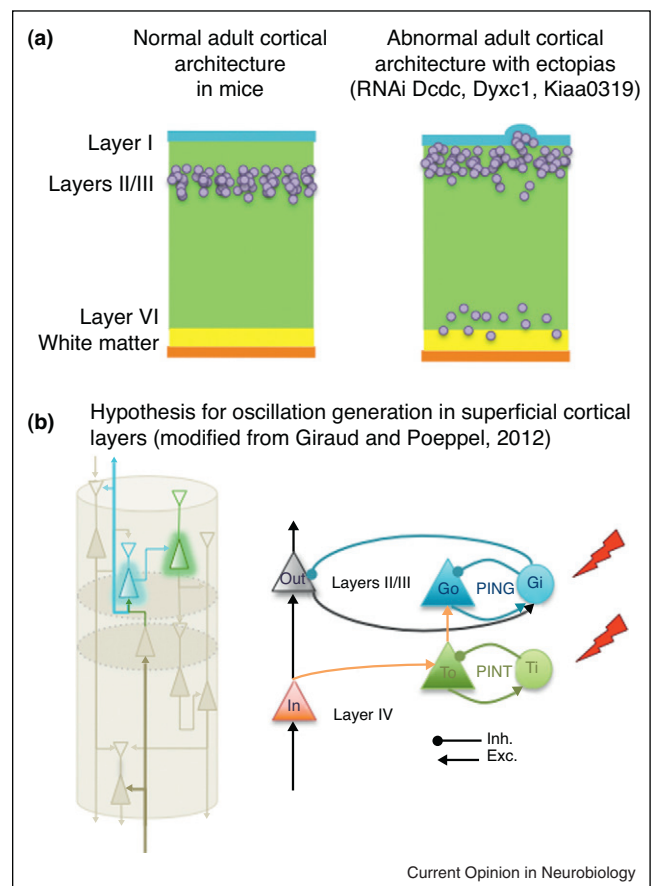 (a)
Normal adult cortical
architecture
in mice
Abnormal adult cortical
architecture with ectopias
(RNAi Dcdc, Dyxc1, Kiaa0319)
Layer I
Layers II/III
Layer VI
White matter
(b)
Hypothesis for oscillation generation in superficial cortical
layers (modified from Giraud and Poeppel, 2012)
Out
Layers II/III
Go
PING
Gi
To
PINT
Ti
In
Layer IV
Inh.
Exc.
Current Opinion in Neurobiology